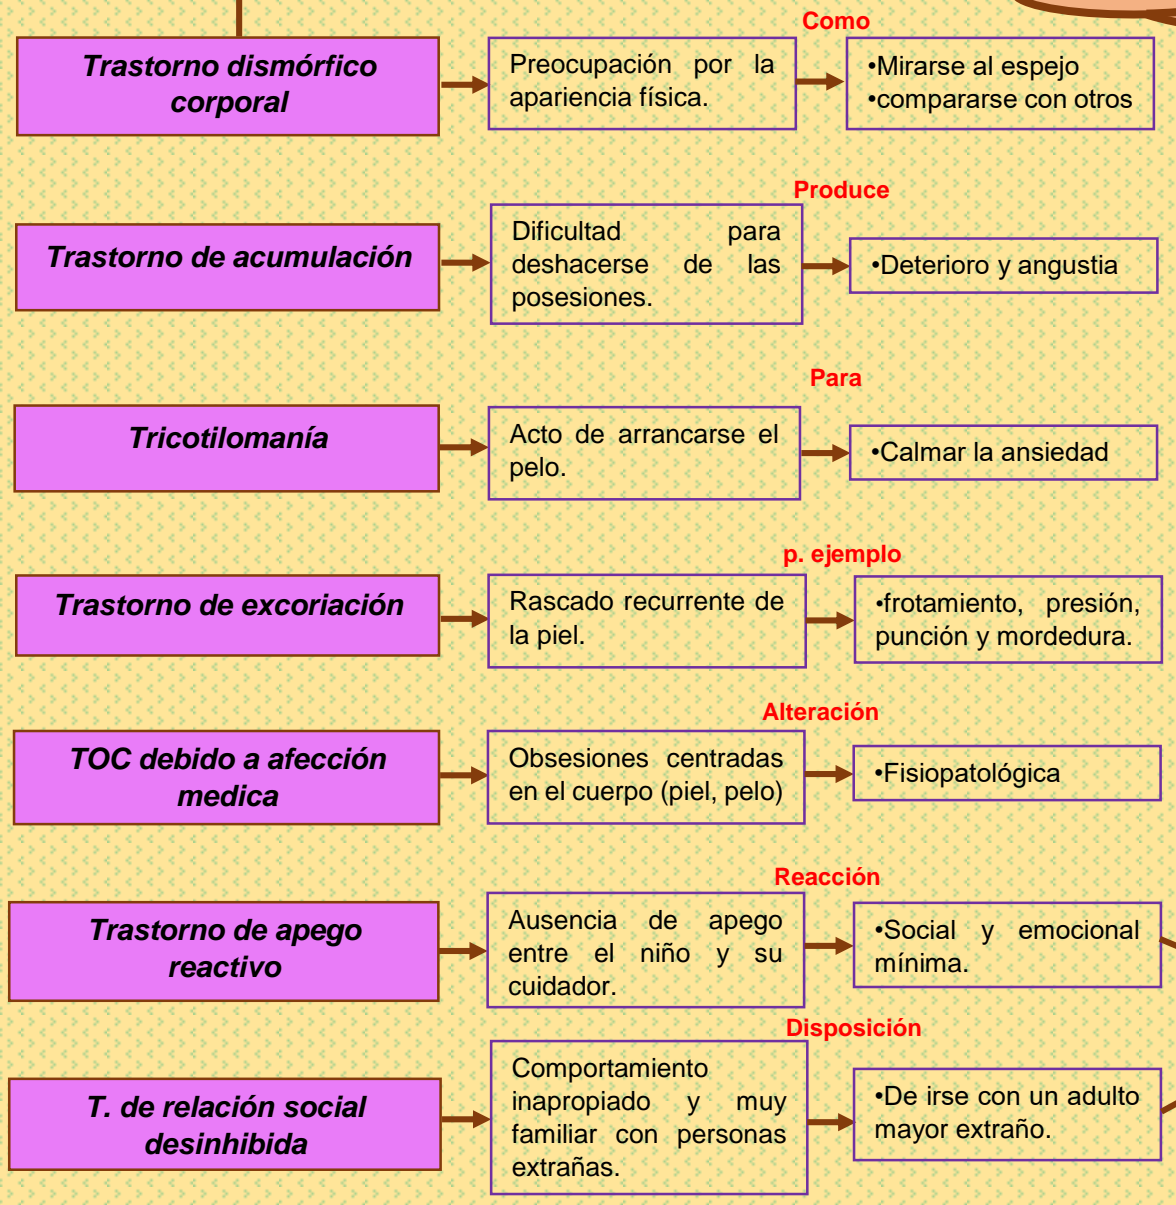 Como
Trastorno dismórfico
corporal
Preocupación por la
apariencia física.
•Mirarse al espejo
•compararse con otros
Produce
Trastorno de acumulación
Dificultad para
deshacerse de las
posesiones.
•Deterioro y angustia
Para
Tricotilomanía
Acto de arrancarse el
pelo.
•Calmar la ansiedad
p. ejemplo
Trastorno de excoriación
Rascado recurrente de
la piel.
•frotamiento, presión,
punción y mordedura.
Alteración
TOC debido a afección
medica
Obsesiones centradas
en el cuerpo (piel, pelo)
•Fisiopatológica
Reacción
Trastorno de apego
reactivo
Ausencia de apego
entre el niño y su
cuidador.
•Social y emocional
mínima.
Disposición
T. de relación social
desinhibida
Comportamiento
inapropiado y muy
familiar con personas
extrañas.
•De irse con un adulto
mayor extraño.